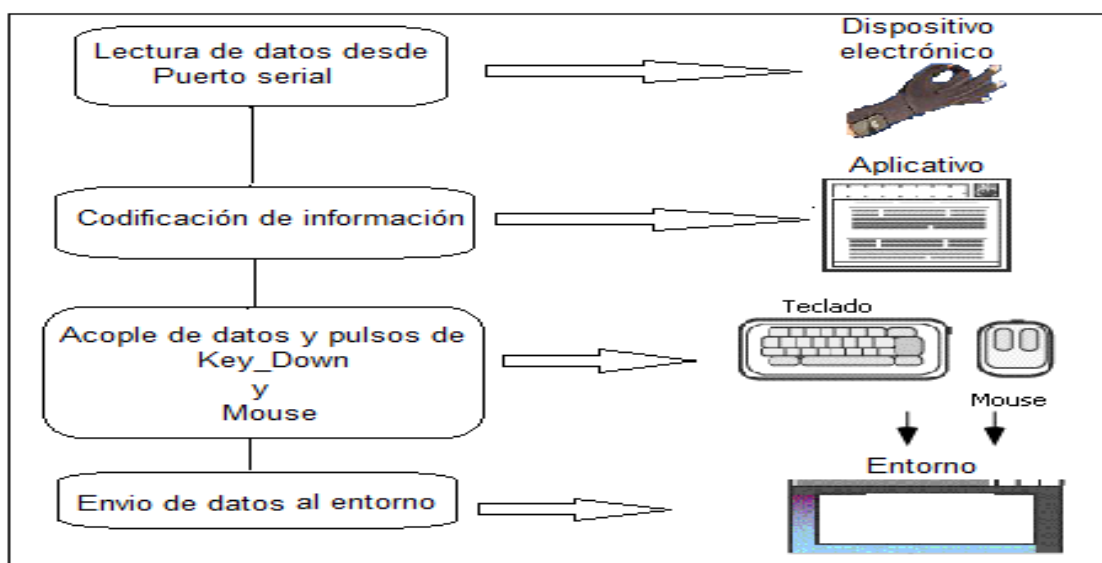 Lectura de datos desde
Puerto serial
Dispositivo
electrónico
Codificación de información
Aplicativo
Acople de datos y pulsos de
Key_Down
y
Mouse
Teclado
Mouse
Envio de datos al entorno
Entorno